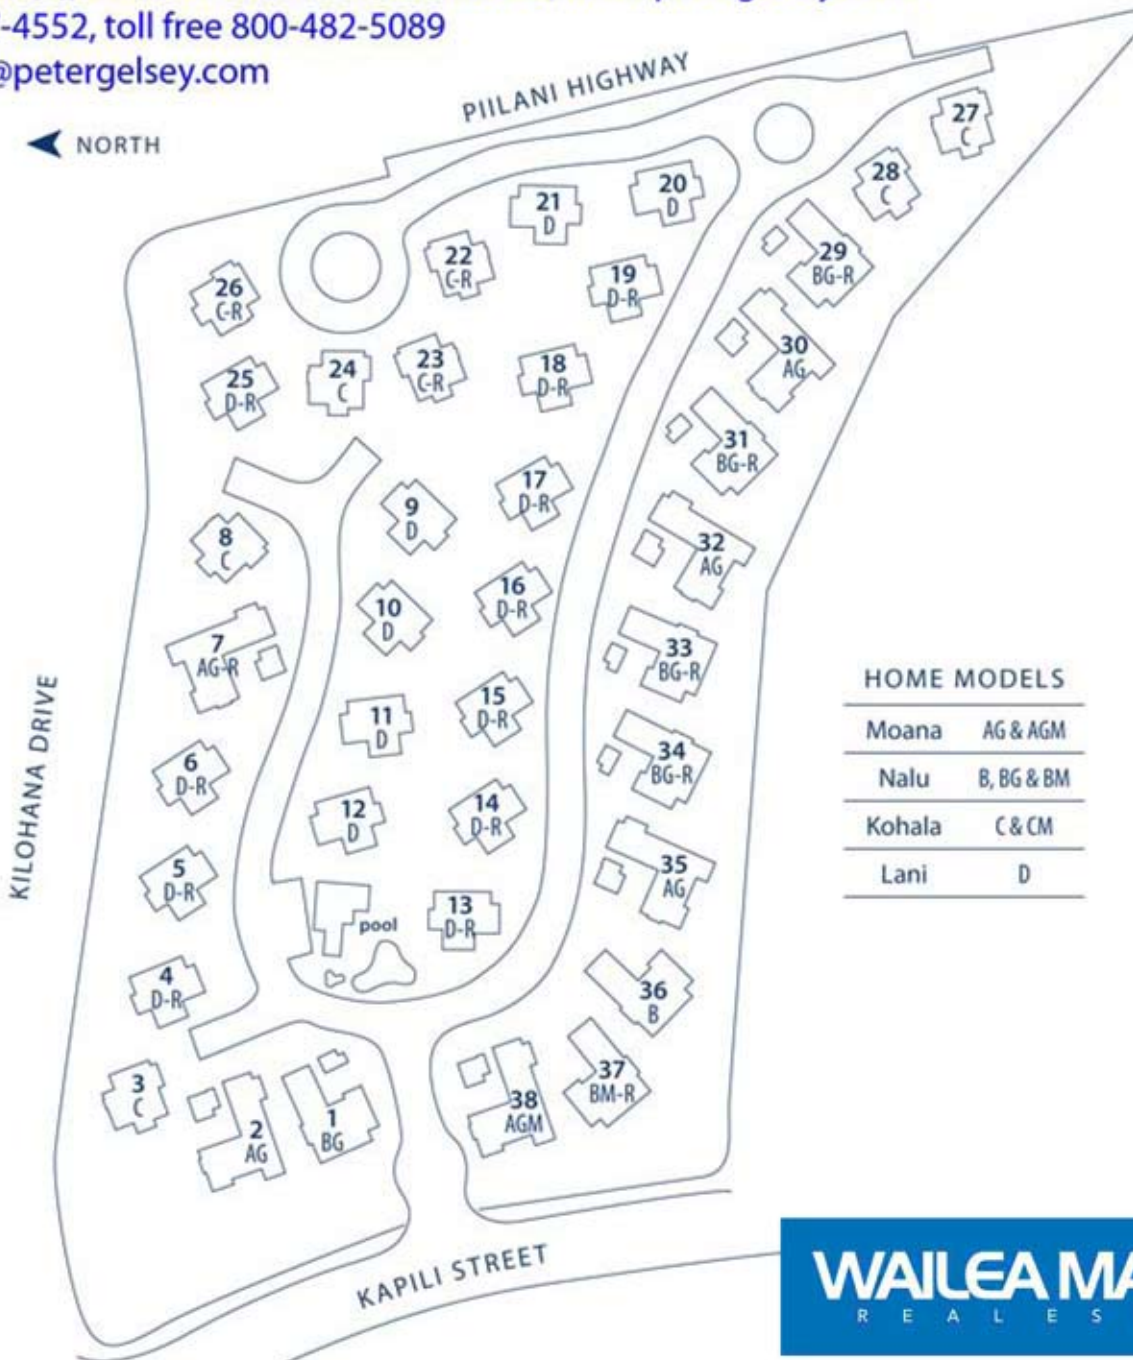 -4552, toll free 800-482-5089
@petergelsey.com
NORTH
PIILANI HIGHWAY
27
C
28
C
20
D
21
D
29
BG-R
22
C-R
19
D-R
26
C-R
30
AG
23
C-R
18
D-R
24
C
25
D-R
31
BG-R
17
D-R
9
D
8
C
32
AG
16
D-R
10
D
7
AG-R
33
BG-R
15
D-R
11
D
6
D-R
34
BG-R
14
D-R
12
D
5
D-R
35
AG
13
D-R
pool
4
D-R
36
B
37
BM-R
3
C
38
AGM
1
BG
2
AG
KILOHANA DRIVE
KAPILI STREET
HOME MODELS
Moana AG & AGM
Nalu B, BG & BM
Kohala C & CM
Lani D
WAILEA MA
REAL ES